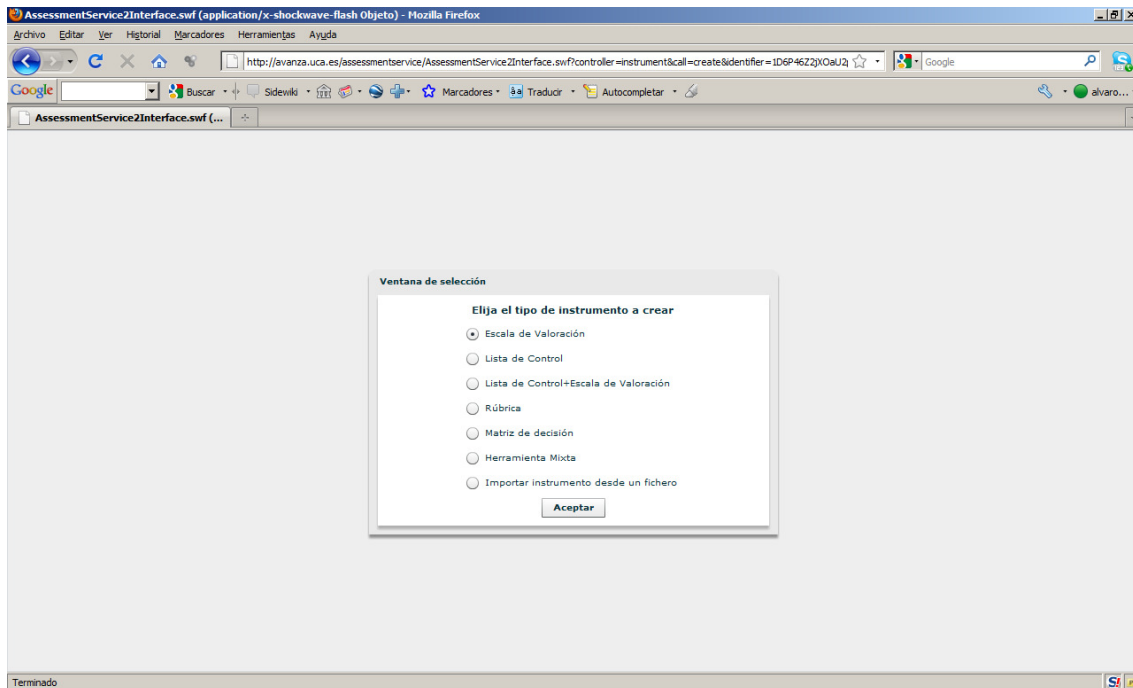 AssessmentService2Interface.swf (application/x-shockwave-flash Objeto) - Mozilla Firefox
Archivo Editar Ver Historial Marcadores Herramientas Ayuda
http://avanza.uca.es/assessmentservice/AssessmentService2Interface.swf?controller=instrument&call=create&identifier=1D6P46Z2jXOaU2j Google
Google Buscar Sidewiki Marcadores Traducir Autocompletar alvaro...
AssessmentService2Interface.swf (...
Ventana de selección
Elija el tipo de instrumento a crear
Escala de Valoración
Lista de Control
Lista de Control+Escala de Valoración
Rúbrica
Matriz de decisión
Herramienta Mixta
Importar instrumento desde un fichero
Aceptar
Terminado